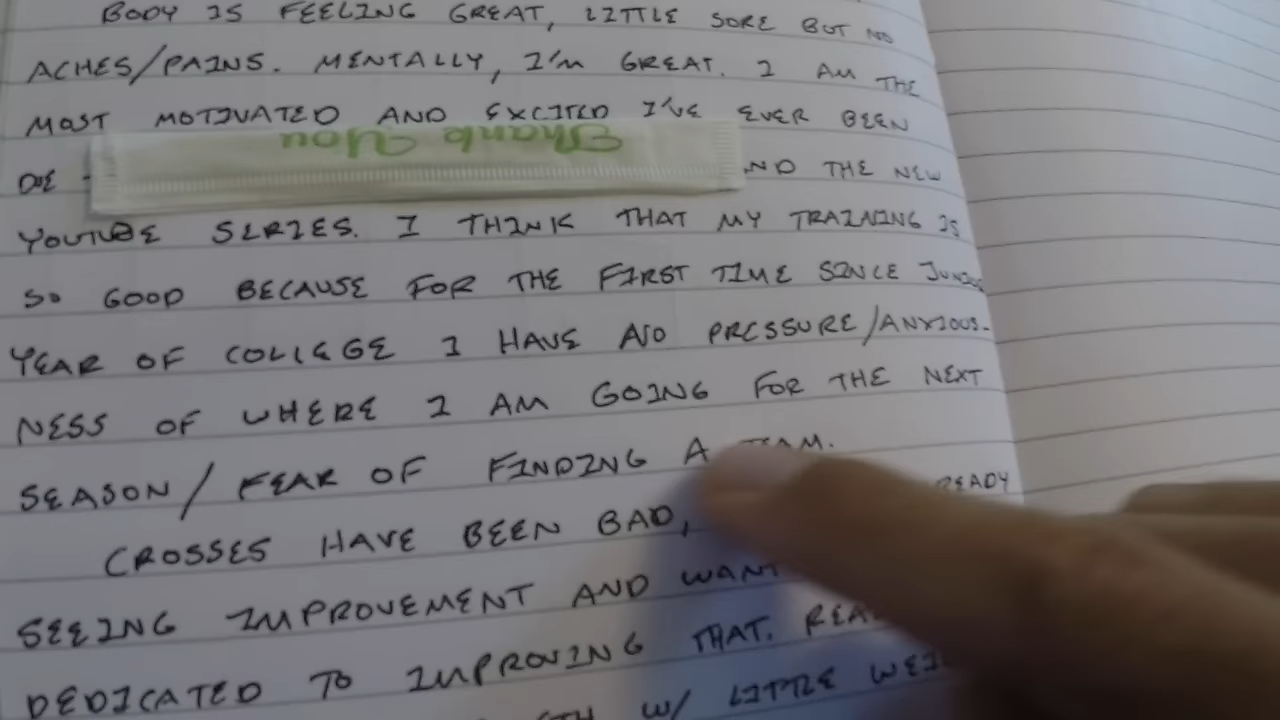 BODY IS FEELING GREAT, LITTLE SORE BUT NO
ACHES/PAINS. MENTALLY, I'M GREAT. I AM THE
MOST MOTIVATED AND EXCITED I'VE EVER BEEN
Thank You
DUE THE NEW
YOUTUBE SERIES. I THINK THAT MY TRAINING IS
SO GOOD BECAUSE FOR THE FIRST TIME SINCE JUNIOR
YEAR OF COLLEGE I HAVE NO PRESSURE/ANXIOUS-
NESS OF WHERE I AM GOING FOR THE NEXT
SEASON/FEAR OF FINDING A TEAM.
CROSSES HAVE BEEN BAD,
SEEING IMPROVEMENT AND WANT
DEDICATED TO IMPROVING THAT.
W/ LITTLE